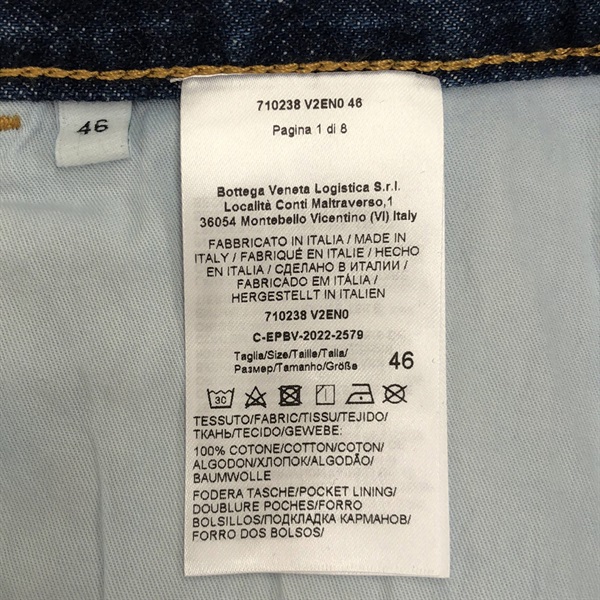 46
710238 V2EN0 46
Pagina 1 di 8
Bottega Veneta Logistica S.r.l.
Località Conti Maltraverso,1
36054 Montebello Vicentino (VI) Italy
FABBRICATO IN ITALIA / MADE IN
ITALY / FABRIQUÉ EN ITALIE / HECHO
EN ITALIA / СДЕЛАНО В ИТАЛИИ /
FABRICADO EM ITÁLIA /
HERGESTELLT IN ITALIEN
710238 V2EN0
C-EPBV-2022-2579
Taglia/Size/Taille/Talla/
Размер/Tamanho/Größe 46
30
TESSUTO/FABRIC/TISSU/TEJIDO/
ТКАНЬ/TECIDO/GEWEBE:
100% COTONE/COTTON/COTON/
ALGODON/ХЛОПОК/ALGODÃO/
BAUMWOLLE
FODERA TASCHE/POCKET LINING/
DOUBLURE POCHES/FORRO
BOLSILLOS/ПОДКЛАДКА КАРМАНОВ/
FORRO DOS BOLSOS/